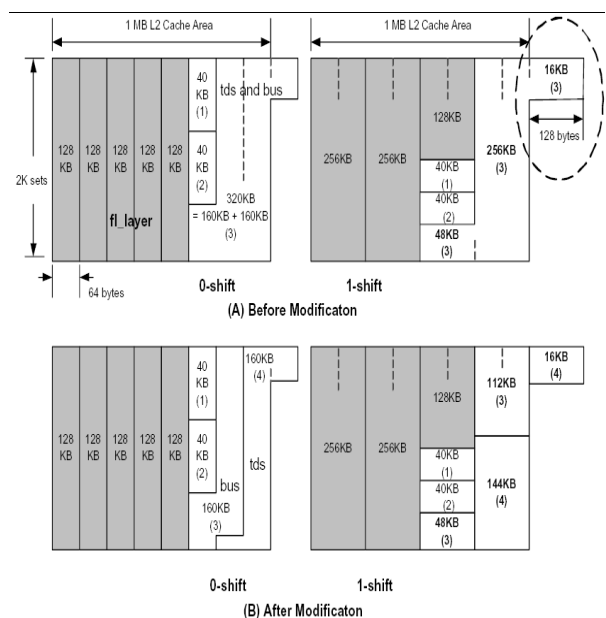 1 MB L2 Cache Area
1 MB L2 Cache Area
2K sets
128
KB
128
KB
128
KB
128
KB
128
KB
fl_layer
40
KB
(1)
40
KB
(2)
tds and bus
320KB
= 160KB + 160KB
(3)
64 bytes
0-shift
256KB
256KB
128KB
40KB
(1)
40KB
(2)
48KB
(3)
256KB
(3)
16KB
(3)
128 bytes
1-shift
(A) Before Modificaton
128
KB
128
KB
128
KB
128
KB
128
KB
40
KB
(1)
40
KB
(2)
160KB
(3)
bus
tds
160KB
(4)
0-shift
256KB
256KB
128KB
40KB
(1)
40KB
(2)
48KB
(3)
112KB
(3)
144KB
(4)
16KB
(4)
1-shift
(B) After Modificaton